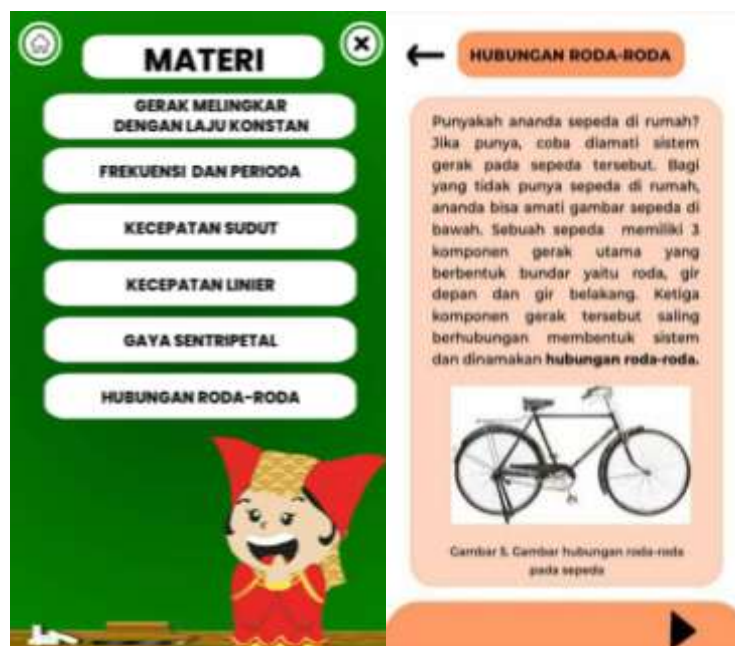 MATERI
GERAK MELINGKAR
DENGAN LAJU KONSTAN
FREKUENSI DAN PERIODA
KECEPATAN SUDUT
KECEPATAN LINIER
GAYA SENTRIPETAL
HUBUNGAN RODA-RODA
HUBUNGAN RODA-RODA
Punyakah ananda sepeda di rumah?
Jika punya, coba diamati sistem
gerak pada sepeda tersebut. Bagi
yang tidak punya sepeda di rumah,
ananda bisa amati gambar sepeda di
bawah. Sebuah sepeda memiliki 3
komponen gerak utama yang
berbentuk bundar yaitu roda, gir
depan dan gir belakang. Ketiga
komponen gerak tersebut saling
berhubungan membentuk sistem
dan dinamakan hubungan roda-roda.
Gambar 5. Gambar hubungan roda-roda
pada sepeda